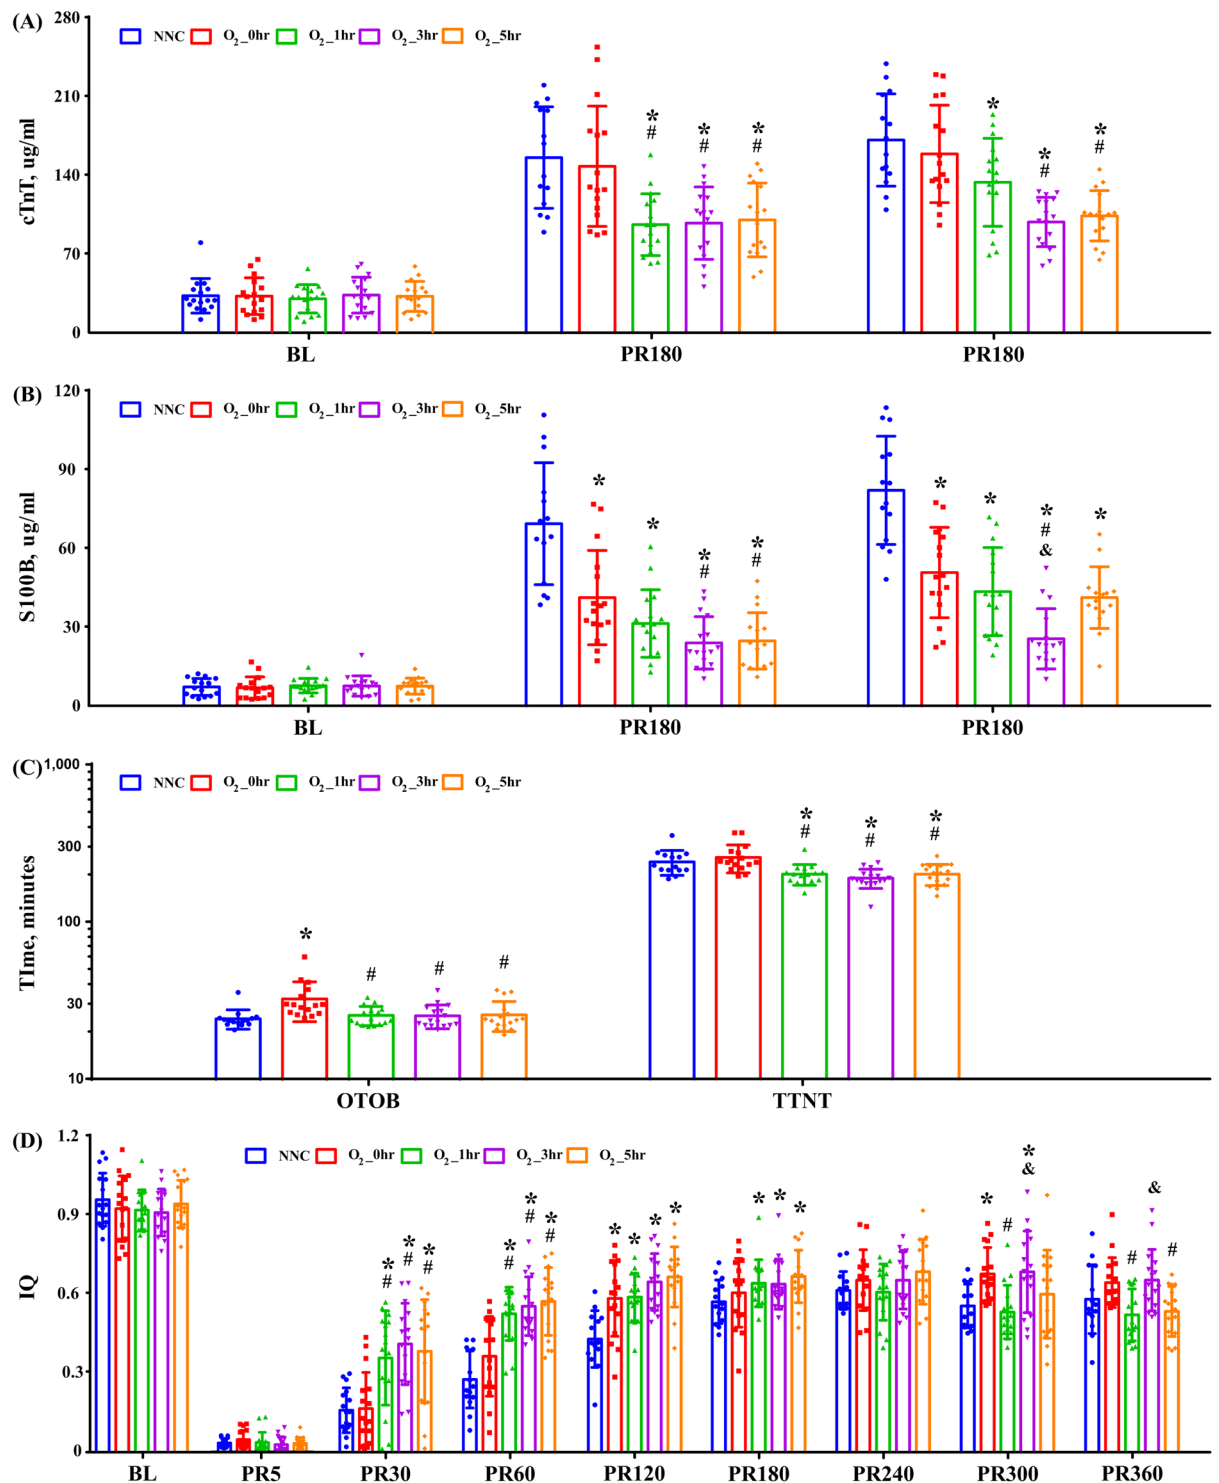 (A)
280
210
140
70
0
cTnT, ug/ml
NNC O2_0hr O2_1hr O2_3hr O2_5hr
* * * * * *
# # # # #
BL PR180 PR180
(B)
120
90
60
30
0
S100B, ug/ml
NNC O2_0hr O2_1hr O2_3hr O2_5hr
* * * * * * * *
# # #
&
BL PR180 PR180
(C)
1,000
300
100
30
10
TIme, minutes
NNC O2_0hr O2_1hr O2_3hr O2_5hr
* # # # * * *
# # #
OTOB TTNT
(D)
1.2
0.9
0.6
0.3
0
IQ
NNC O2_0hr O2_1hr O2_3hr O2_5hr
* * * * * * * * * * * * * * *
# # # # # # # # #
& &
BL PR5 PR30 PR60 PR120 PR180 PR240 PR300 PR360